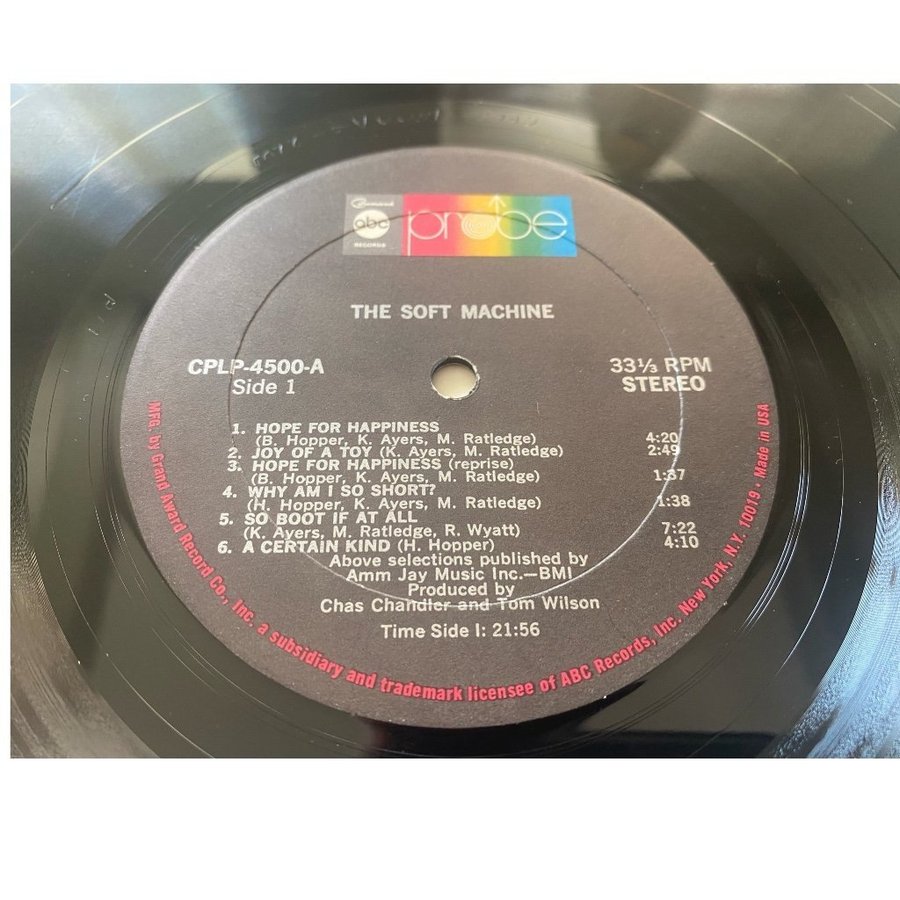 Command
abc
RECORDS
probe
THE SOFT MACHINE
CPLP-4500-A
Side 1
33⅓ RPM
STEREO
1. HOPE FOR HAPPINESS
(B. Hopper, K. Ayers, M. Ratledge) 4:20
2. JOY OF A TOY (K. Ayers, M. Ratledge) 2:49
3. HOPE FOR HAPPINESS (reprise)
(B. Hopper, K. Ayers, M. Ratledge) 1:37
4. WHY AM I SO SHORT?
(H. Hopper, K. Ayers, M. Ratledge) 1:38
5. SO BOOT IF AT ALL
(K. Ayers, M. Ratledge, R. Wyatt) 7:22
6. A CERTAIN KIND (H. Hopper) 4:10
Above selections published by
Amm Jay Music Inc.—BMI
Produced by
Chas Chandler and Tom Wilson
Time Side I: 21:56
MFG. by Grand Award Record Co., Inc. a subsidiary and trademark licensee of ABC Records, Inc. New York, N.Y. 10019 • Made in USA